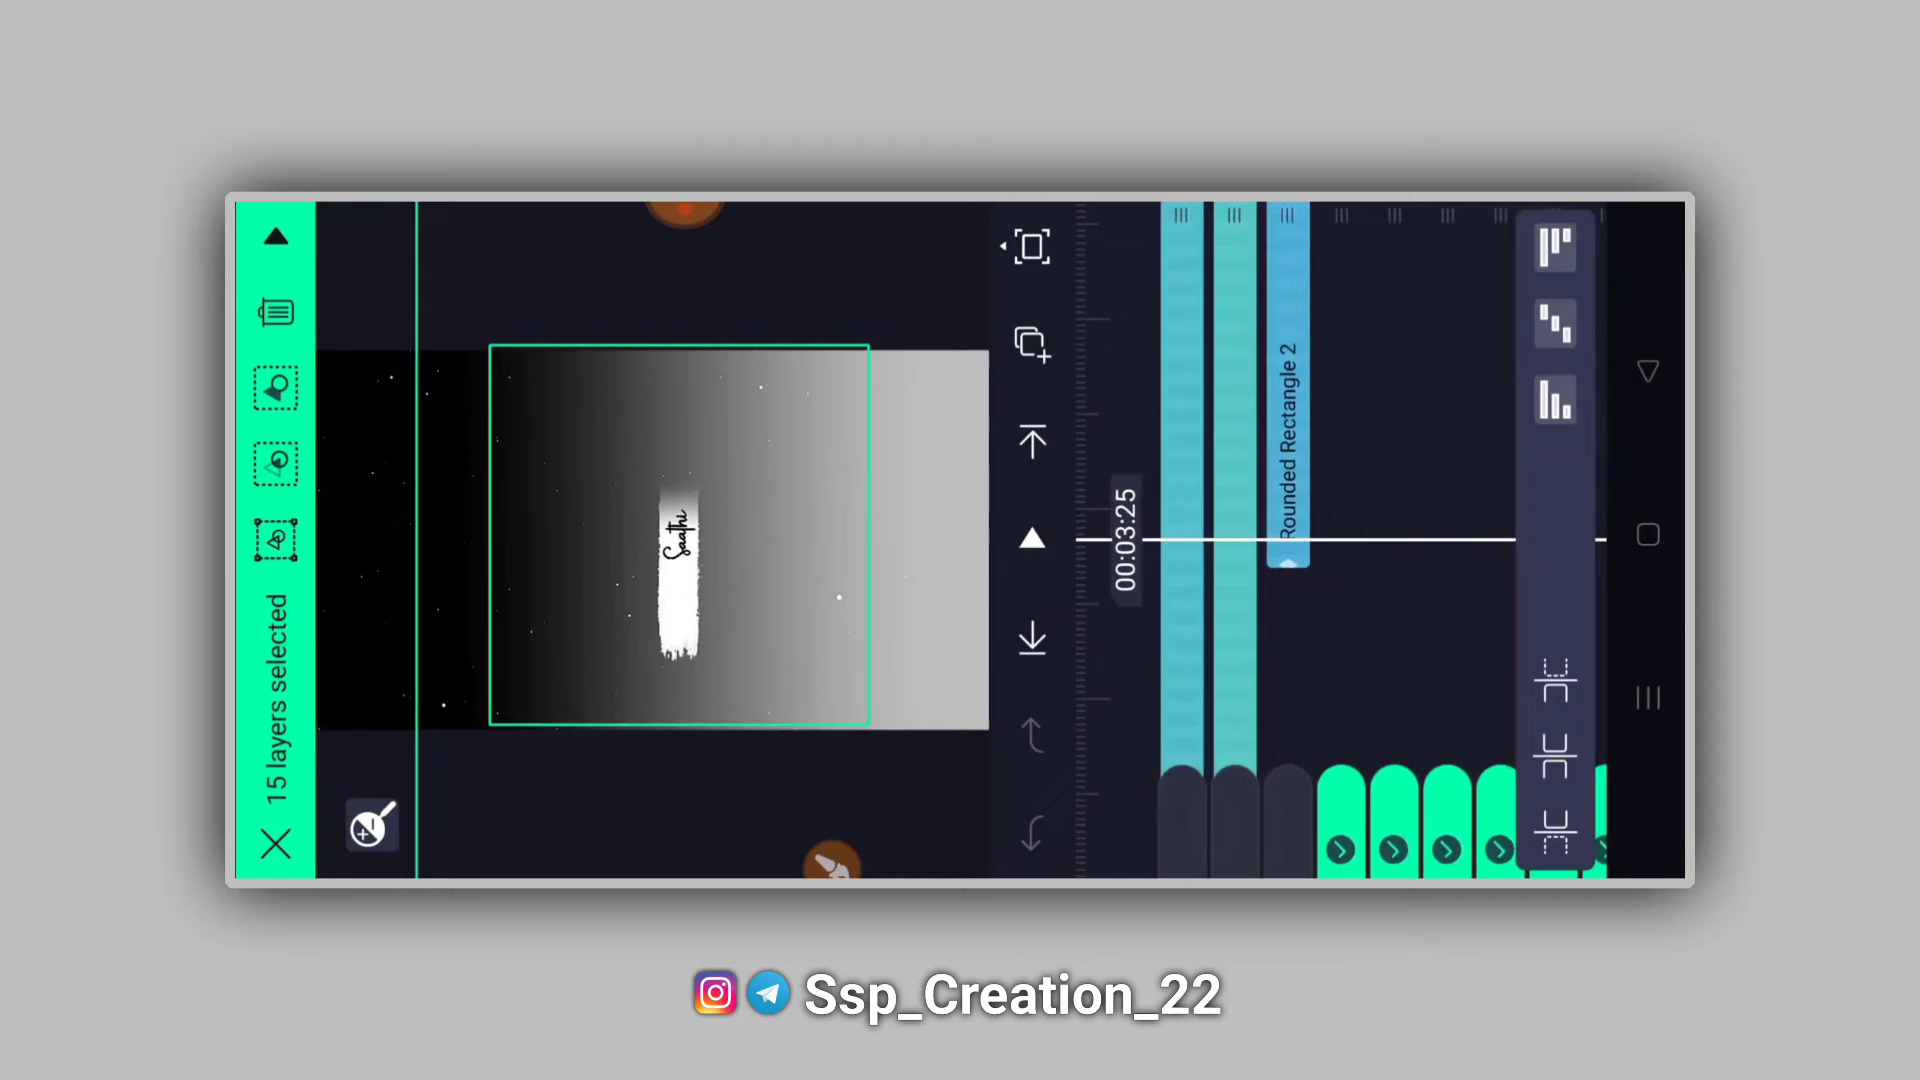 15 layers selected
Saathi
00:03:25
Rounded Rectangle 2
Ssp_Creation_22